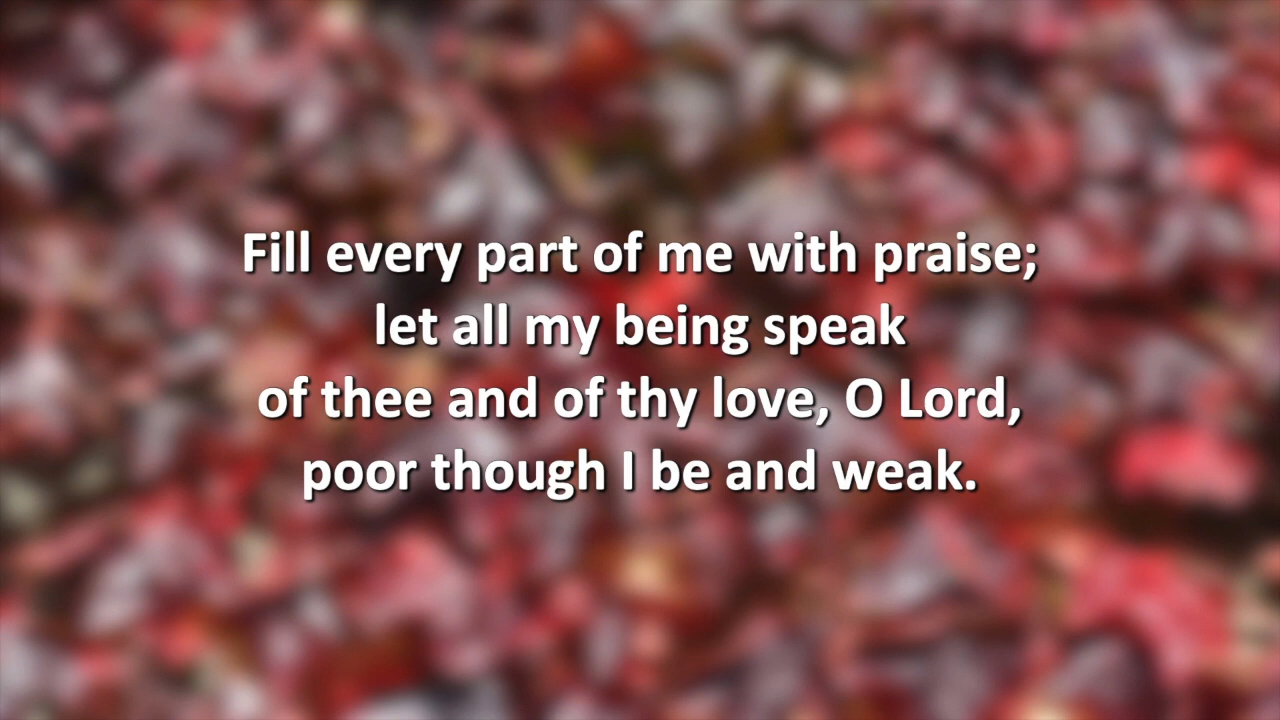 Fill every part of me with praise;
let all my being speak
of thee and of thy love, O Lord,
poor though I be and weak.